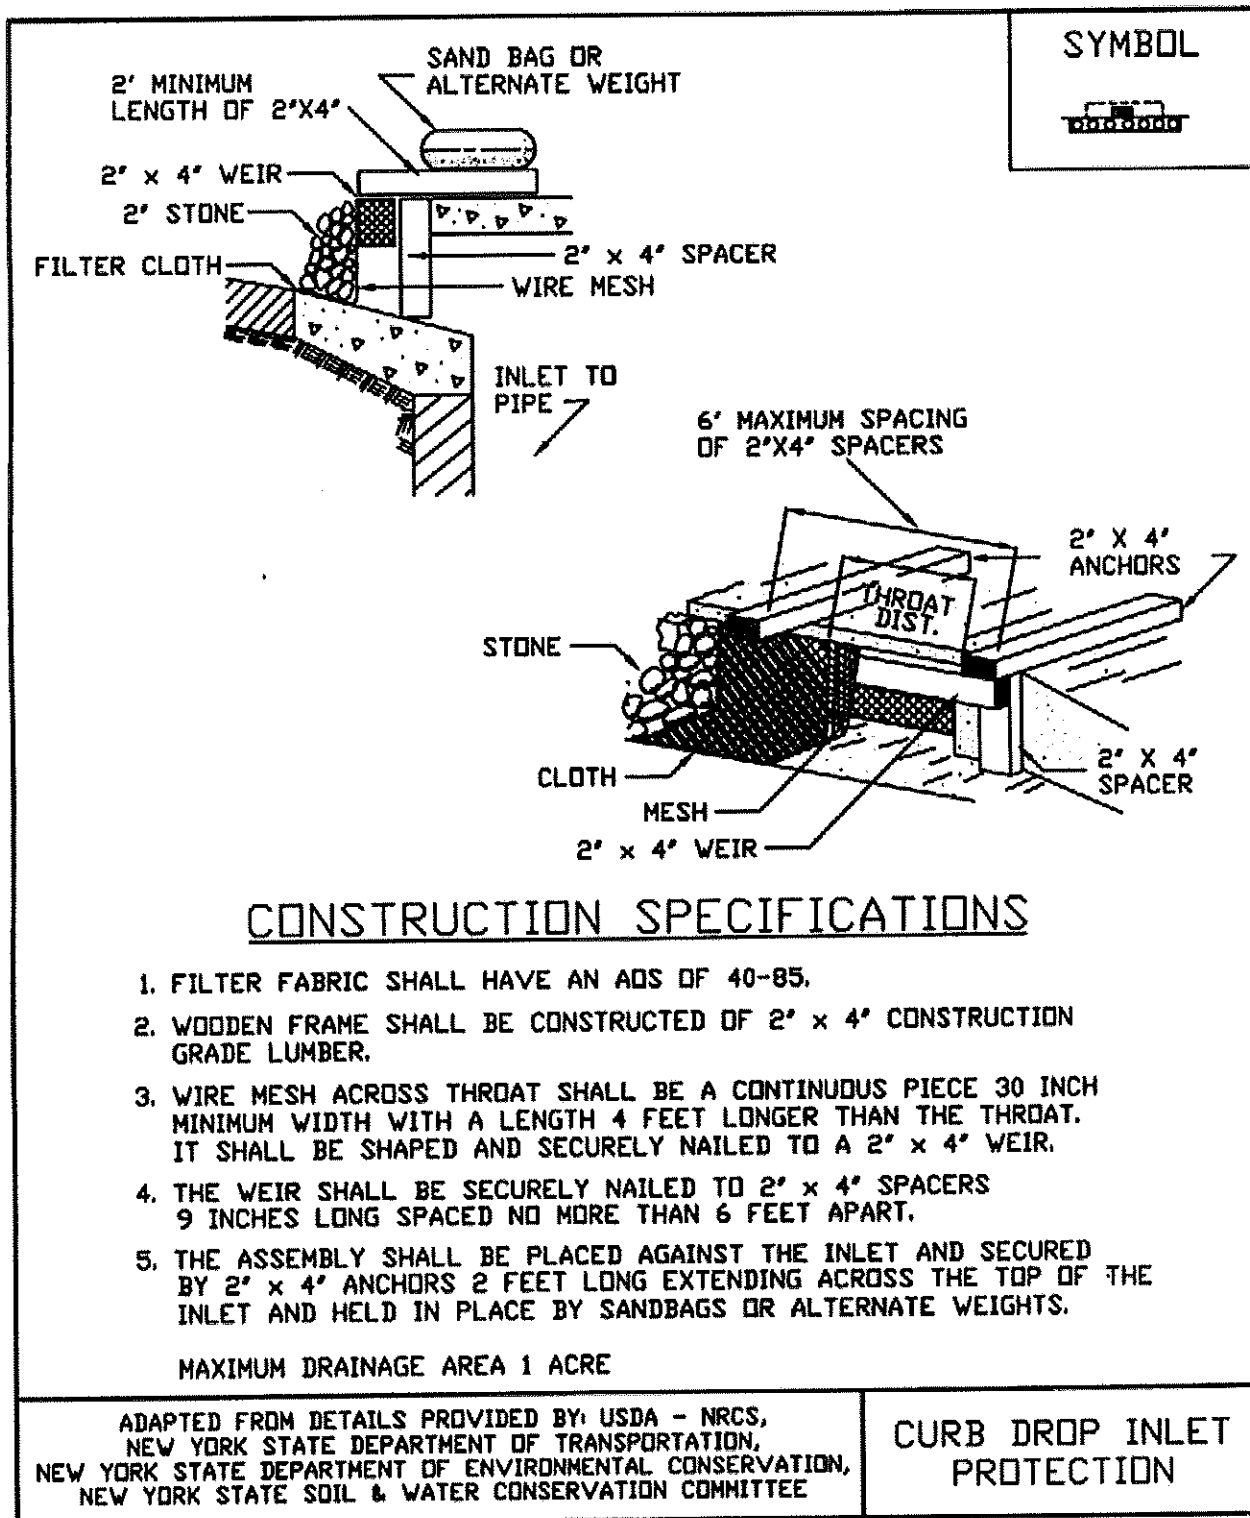 SYMBOL
SAND BAG OR
ALTERNATE WEIGHT
2' MINIMUM
LENGTH OF 2"X4"
2" x 4" WEIR
2" STONE
FILTER CLOTH
2" x 4" SPACER
WIRE MESH
INLET TO
PIPE
6' MAXIMUM SPACING
OF 2"X4" SPACERS
2" X 4"
ANCHORS
THROAT
DIST.
STONE
CLOTH
MESH
2" x 4" WEIR
2" X 4"
SPACER
CONSTRUCTION SPECIFICATIONS
1. FILTER FABRIC SHALL HAVE AN AOS OF 40-85.
2. WOODEN FRAME SHALL BE CONSTRUCTED OF 2" x 4" CONSTRUCTION
GRADE LUMBER.
3. WIRE MESH ACROSS THROAT SHALL BE A CONTINUOUS PIECE 30 INCH
MINIMUM WIDTH WITH A LENGTH 4 FEET LONGER THAN THE THROAT.
IT SHALL BE SHAPED AND SECURELY NAILED TO A 2" x 4" WEIR.
4. THE WEIR SHALL BE SECURELY NAILED TO 2" x 4" SPACERS
9 INCHES LONG SPACED NO MORE THAN 6 FEET APART.
5. THE ASSEMBLY SHALL BE PLACED AGAINST THE INLET AND SECURED
BY 2" x 4" ANCHORS 2 FEET LONG EXTENDING ACROSS THE TOP OF THE
INLET AND HELD IN PLACE BY SANDBAGS OR ALTERNATE WEIGHTS.
MAXIMUM DRAINAGE AREA 1 ACRE
ADAPTED FROM DETAILS PROVIDED BY: USDA - NRCS,
NEW YORK STATE DEPARTMENT OF TRANSPORTATION,
NEW YORK STATE DEPARTMENT OF ENVIRONMENTAL CONSERVATION,
NEW YORK STATE SOIL & WATER CONSERVATION COMMITTEE
CURB DROP INLET
PROTECTION